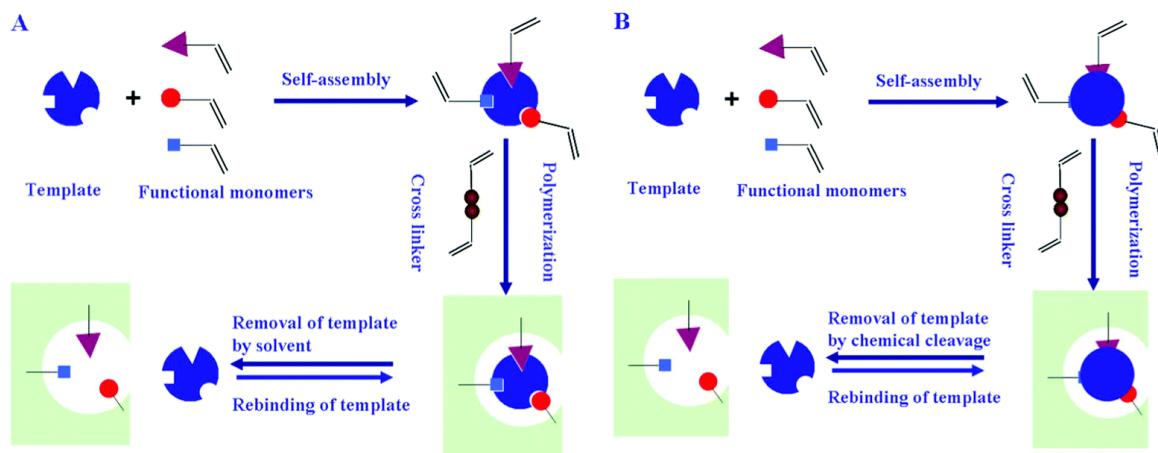 A
+
Self-assembly
Template
Functional monomers
Cross linker
Polymerization
Removal of template
by solvent
Rebinding of template
B
+
Self-assembly
Template
Functional monomers
Cross linker
Polymerization
Removal of template
by chemical cleavage
Rebinding of template